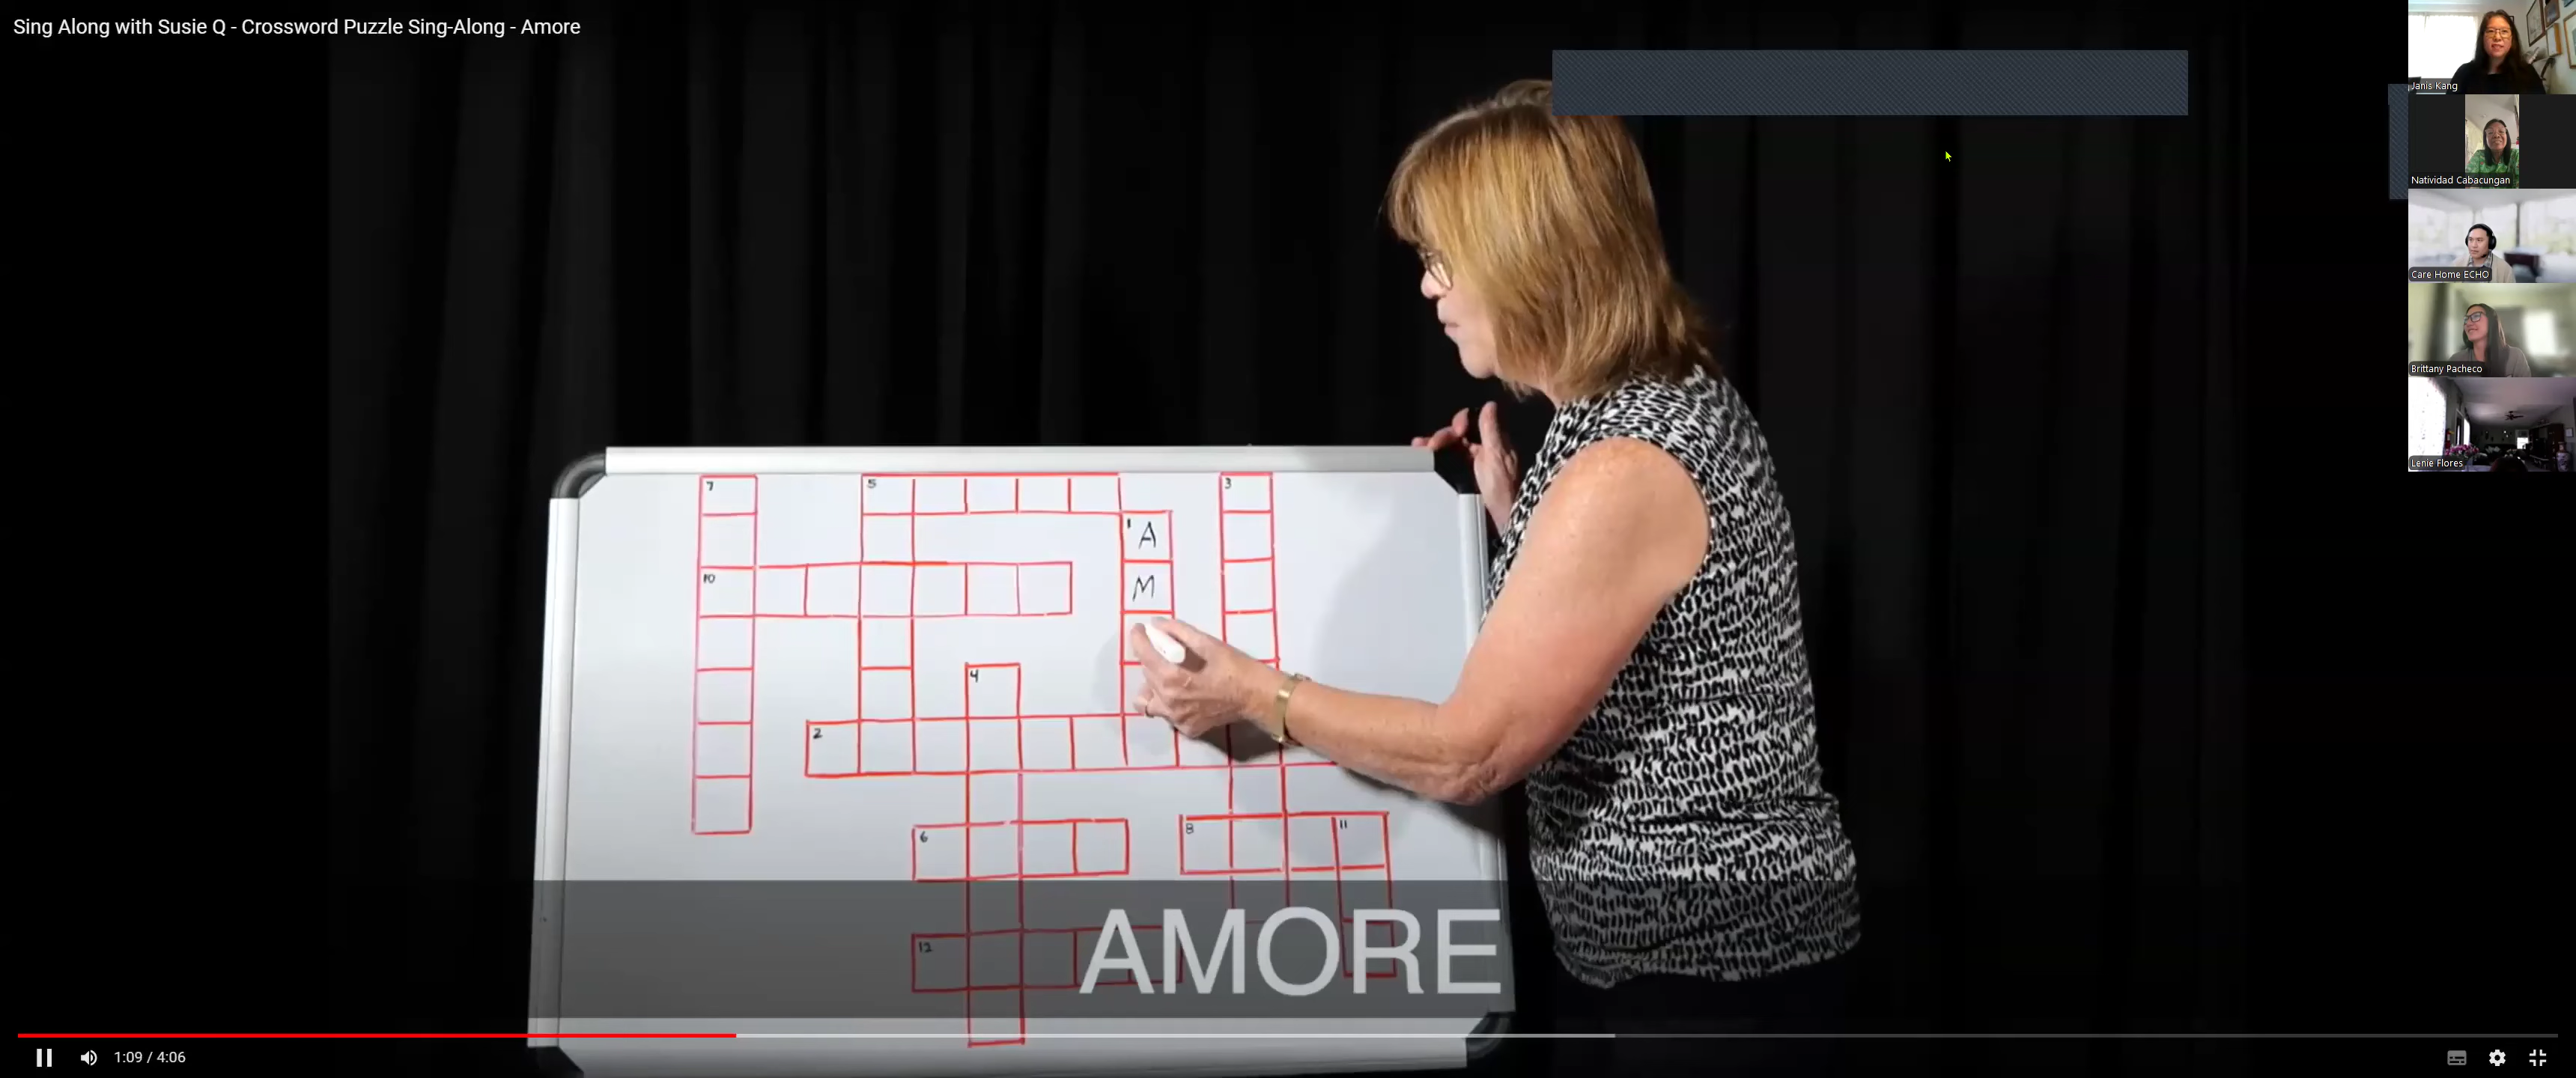 Sing Along with Susie Q - Crossword Puzzle Sing-Along - Amore
Janis Kang
Natividad Cabacungan
Care Home ECHO
Brittany Pacheco
Lenie Flores
7
5
3
1 A
10
M
4
2
6
8
11
12
AMORE
1:09 / 4:06